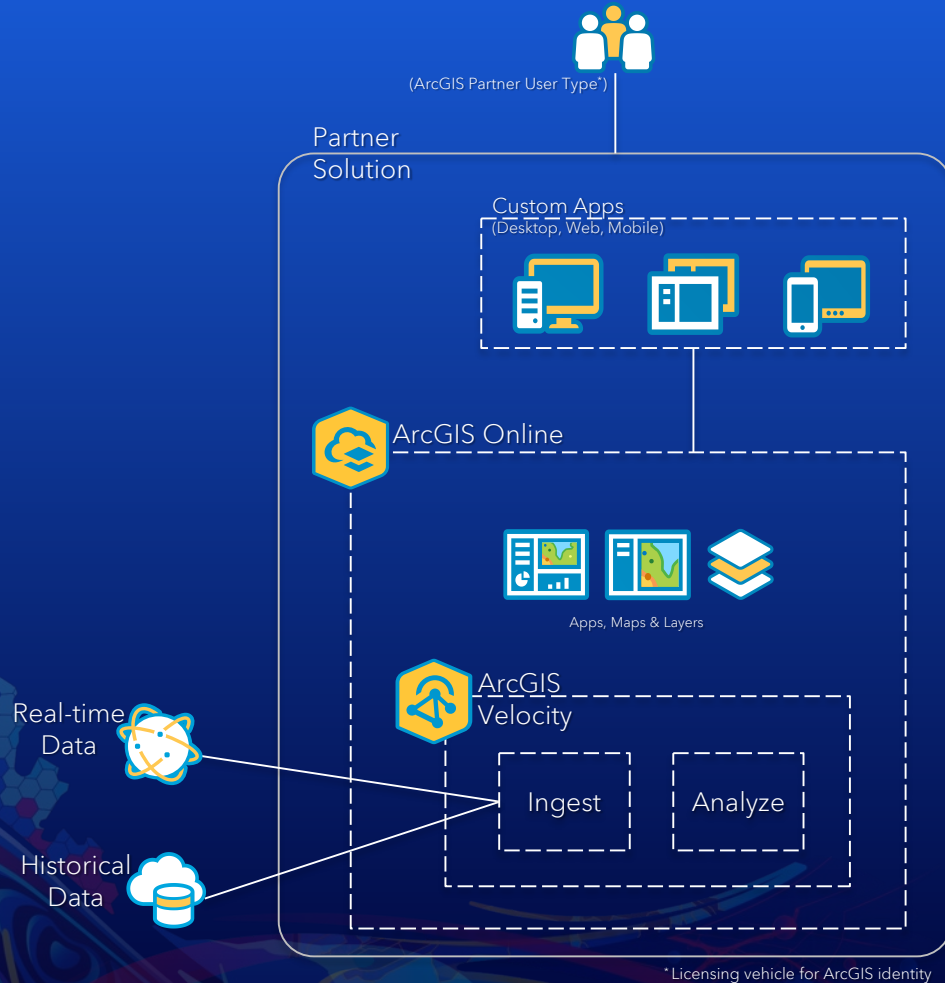 (ArcGIS Partner User Type*)
Partner
Solution
Custom Apps
(Desktop, Web, Mobile)
ArcGIS Online
Apps, Maps & Layers
ArcGIS
Velocity
Real-time
Data
Ingest
Analyze
Historical
Data
*Licensing vehicle for ArcGIS identity